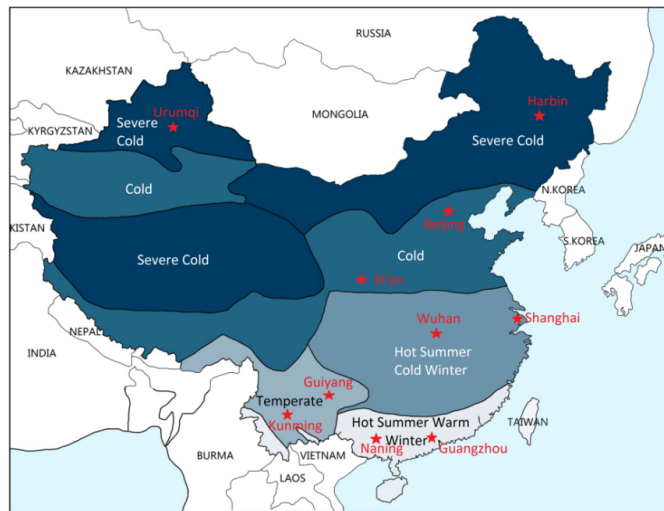 RUSSIA
KAZAKHSTAN
Urumqi
Harbin
MONGOLIA
Severe
Cold
KYRGYZSTAN
Severe Cold
Cold
N.KOREA
Beijing
KISTAN
S.KOREA
JAPAN
Severe Cold
Cold
Xi'an
NEPAL
Wuhan
Shanghai
INDIA
Hot Summer
Cold Winter
Guiyang
Temperate
Kunming
Hot Summer Warm
Winter
TAIWAN
Naning
Guangzhou
BURMA
VIETNAM
LAOS